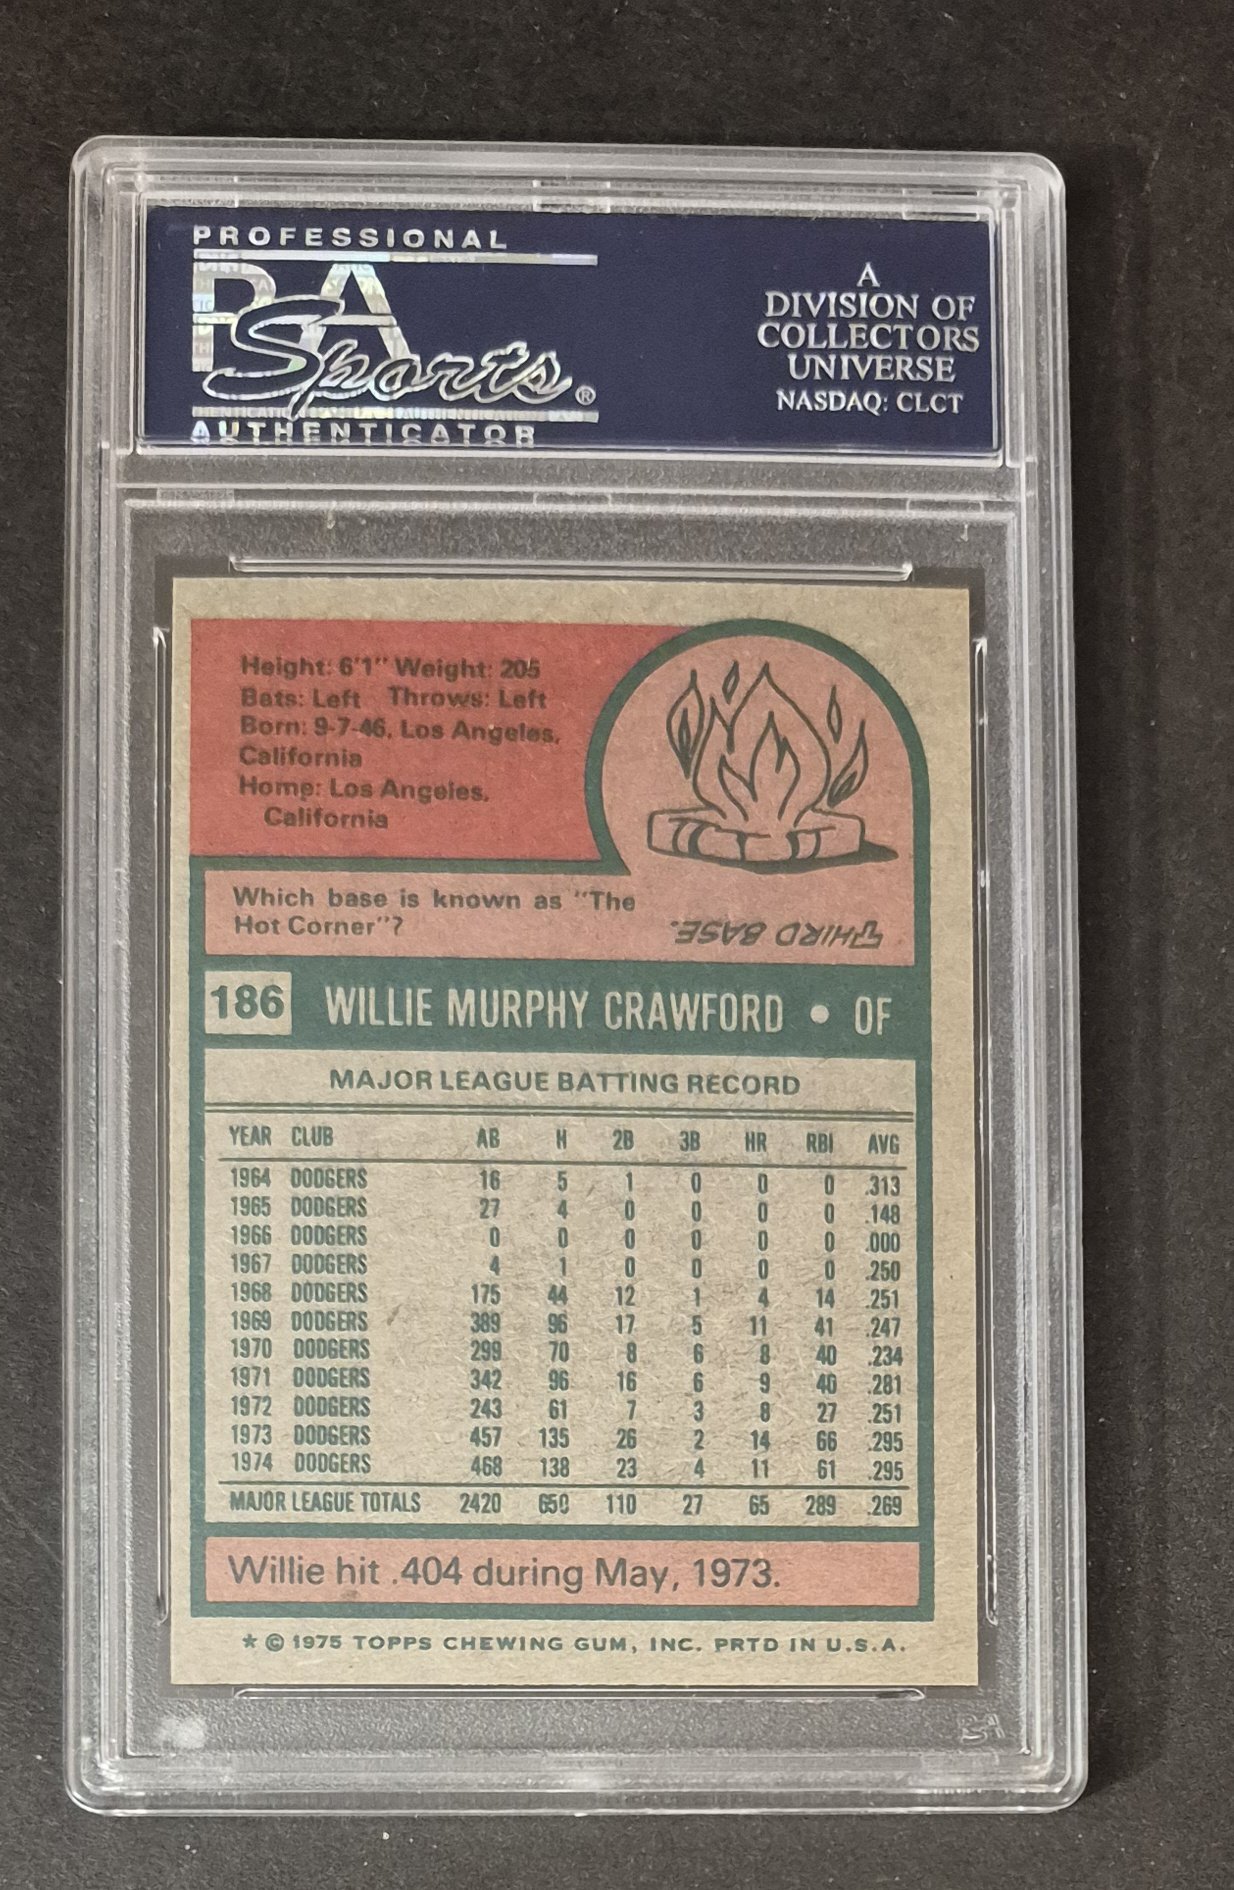 PROFESSIONAL
PSA
Sports®
AUTHENTICATOR
A
DIVISION OF
COLLECTORS
UNIVERSE
NASDAQ: CLCT
Height: 6'1" Weight: 205
Bats: Left Throws: Left
Born: 9-7-46, Los Angeles,
California
Home: Los Angeles,
California
Which base is known as "The
Hot Corner"?
THIRD BASE.
186 WILLIE MURPHY CRAWFORD • OF
MAJOR LEAGUE BATTING RECORD
YEAR CLUB AB H 2B 3B HR RBI AVG
1964 DODGERS 16 5 1 0 0 0 .313
1965 DODGERS 27 4 0 0 0 0 .148
1966 DODGERS 0 0 0 0 0 0 .000
1967 DODGERS 4 1 0 0 0 0 .250
1968 DODGERS 175 44 12 1 4 14 .251
1969 DODGERS 389 96 17 5 11 41 .247
1970 DODGERS 299 70 8 6 8 40 .234
1971 DODGERS 342 96 16 6 9 40 .281
1972 DODGERS 243 61 7 3 8 27 .251
1973 DODGERS 457 135 26 2 14 66 .295
1974 DODGERS 468 138 23 4 11 61 .295
MAJOR LEAGUE TOTALS 2420 650 110 27 65 289 .269
Willie hit .404 during May, 1973.
* © 1975 TOPPS CHEWING GUM, INC. PRTD IN U.S.A.